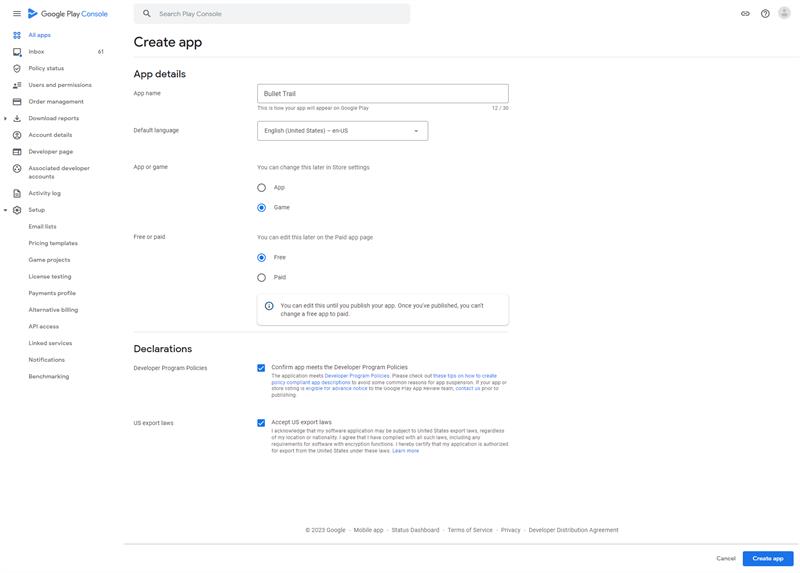 Google Play Console
Search Play Console
All apps
Inbox 61
Policy status
Users and permissions
Order management
Download reports
Account details
Developer page
Associated developer
accounts
Activity log
Setup
Email lists
Pricing templates
Game projects
License testing
Payments profile
Alternative billing
API access
Linked services
Notifications
Benchmarking
Create app
App details
App name
Bullet Trail
This is how your app will appear on Google Play 12 / 30
Default language
English (United States) – en-US
App or game
You can change this later in Store settings
App
Game
Free or paid
You can edit this later on the Paid app page
Free
Paid
You can edit this until you publish your app. Once you've published, you can't
change a free app to paid.
Declarations
Developer Program Policies
Confirm app meets the Developer Program Policies
The application meets Developer Program Policies. Please check out these tips on how to create
policy compliant app descriptions to avoid some common reasons for app suspension. If your app or
store listing is eligible for advance notice to the Google Play App Review team, contact us prior to
publishing.
US export laws
Accept US export laws
I acknowledge that my software application may be subject to United States export laws, regardless
of my location or nationality. I agree that I have complied with all such laws, including any
requirements for software with encryption functions. I hereby certify that my application is authorized
for export from the United States under these laws. Learn more
© 2023 Google · Mobile app · Status Dashboard · Terms of Service · Privacy · Developer Distribution Agreement
Cancel
Create app